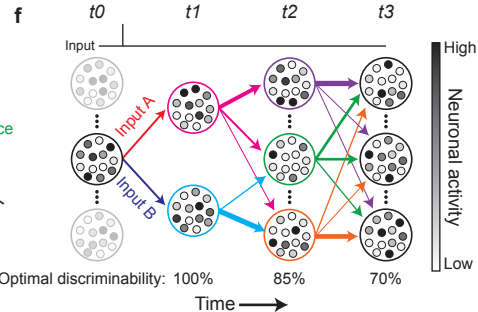 f
t0 t1 t2 t3
Input
High
Input A
Input B
Neuronal activity
Low
Optimal discriminability: 100% 85% 70%
Time